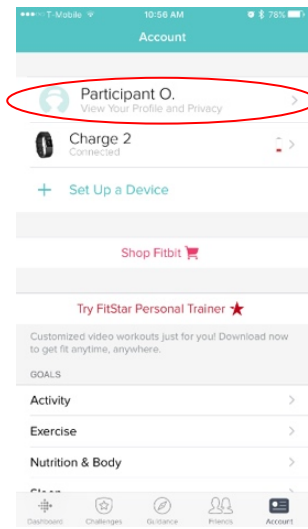 T-Mobile 10:56 AM 78%
Account
Participant O.
View Your Profile and Privacy
Charge 2
Connected
+ Set Up a Device
Shop Fitbit
Try FitStar Personal Trainer
Customized video workouts just for you! Download now
to get fit anytime, anywhere.
GOALS
Activity
Exercise
Nutrition & Body
Sleep
Dashboard Challenges Guidance Friends Account